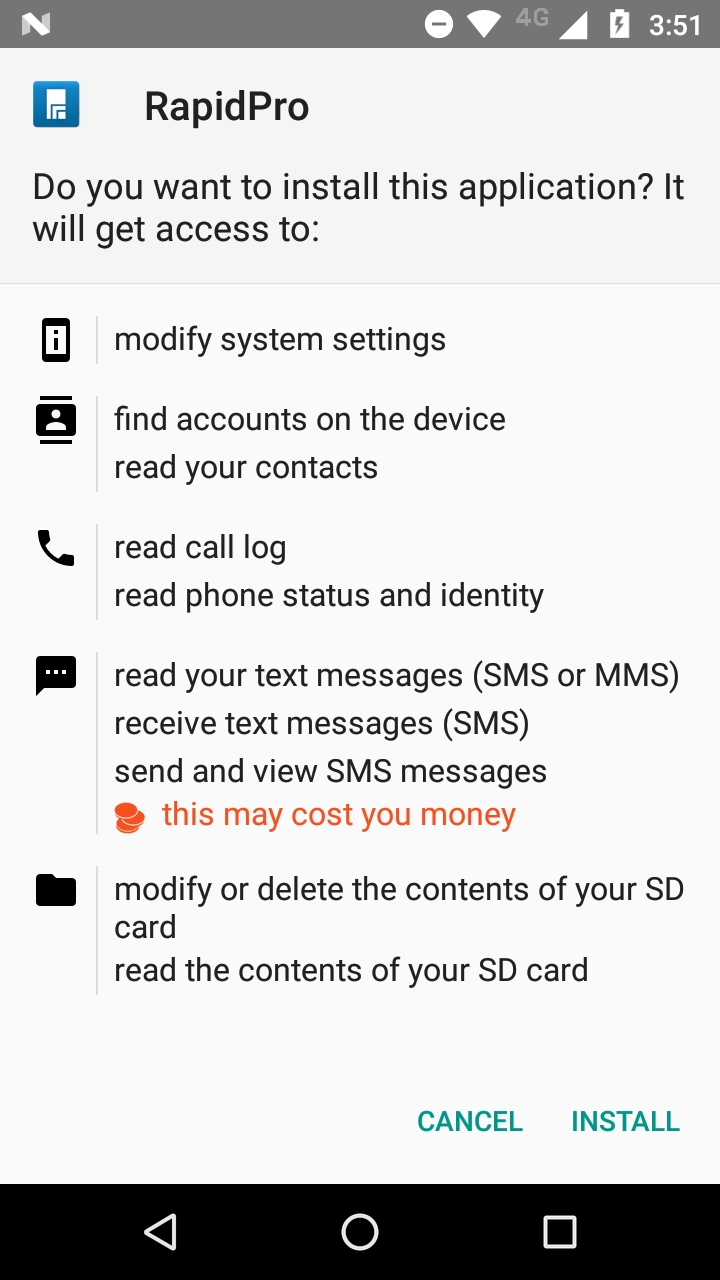 4G 3:51
RapidPro
Do you want to install this application? It
will get access to:
modify system settings
find accounts on the device
read your contacts
read call log
read phone status and identity
read your text messages (SMS or MMS)
receive text messages (SMS)
send and view SMS messages
this may cost you money
modify or delete the contents of your SD
card
read the contents of your SD card
CANCEL INSTALL